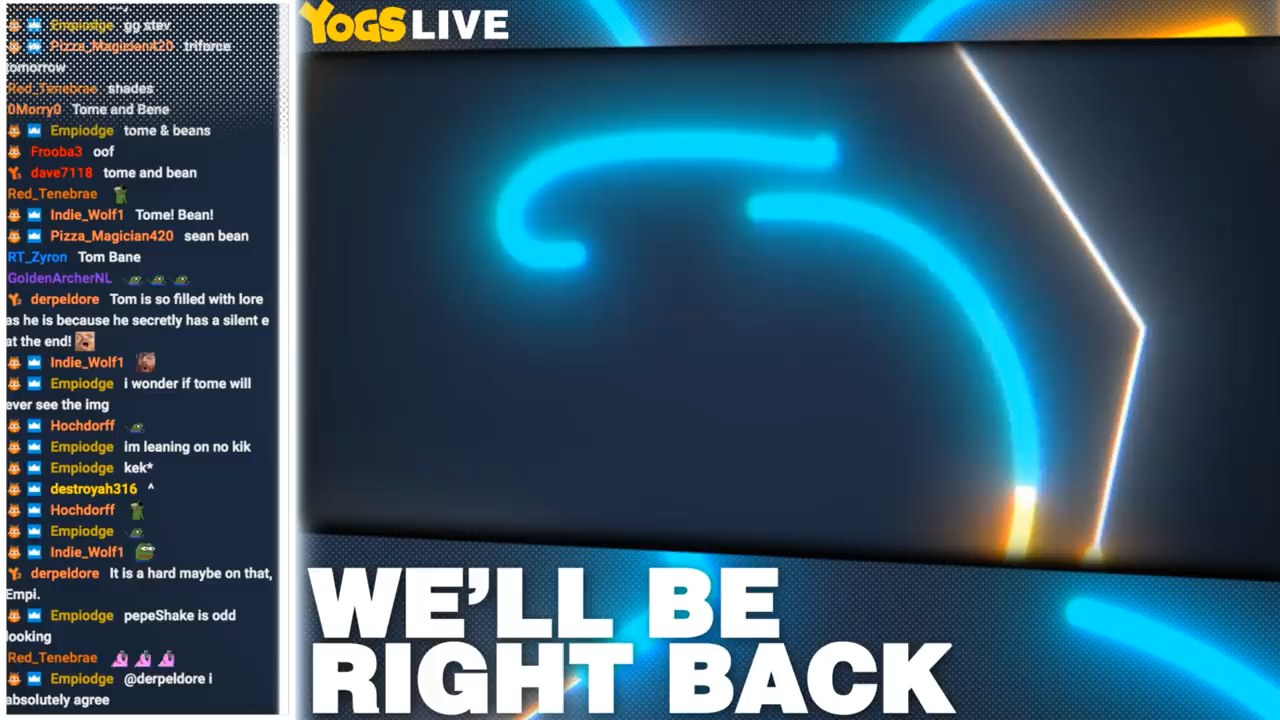 Empiodge gg stev
Pizza_Magician420 triforce
tomorrow
Red_Tenebrae shades
0Morry0 Tome and Bene
Empiodge tome & beans
Frooba3 oof
dave7118 tome and bean
Red_Tenebrae
Indie_Wolf1 Tome! Bean!
Pizza_Magician420 sean bean
RT_Zyron Tom Bane
GoldenArcherNL
derpeldore Tom is so filled with lore
as he is because he secretly has a silent e
at the end!
Indie_Wolf1
Empiodge i wonder if tome will
ever see the img
Hochdorff
Empiodge im leaning on no kik
Empiodge kek*
destroyah316 ^
Hochdorff
Empiodge
Indie_Wolf1
derpeldore It is a hard maybe on that,
Empi.
Empiodge pepeShake is odd
looking
Red_Tenebrae
Empiodge @derpeldore i
absolutely agree
YOGS LIVE
WE'LL BE
RIGHT BACK